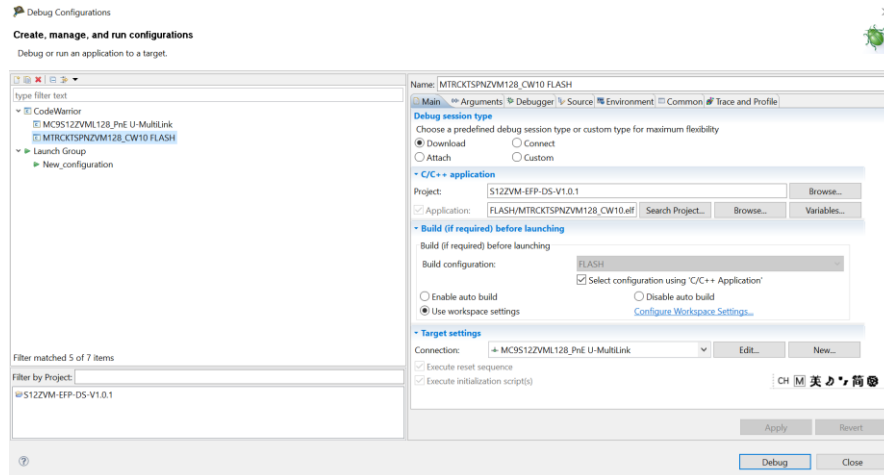 Debug Configurations
Create, manage, and run configurations
Debug or run an application to a target.
type filter text
CodeWarrior
MC9S12ZVML128_PnE U-MultiLink
MTRCKTSPNZVM128_CW10 FLASH
Launch Group
New_configuration
Filter matched 5 of 7 items
Filter by Project:
S12ZVM-EFP-DS-V1.0.1
Name: MTRCKTSPNZVM128_CW10 FLASH
Main Arguments Debugger Source Environment Common Trace and Profile
Debug session type
Choose a predefined debug session type or custom type for maximum flexibility
Download Connect
Attach Custom
C/C++ application
Project: S12ZVM-EFP-DS-V1.0.1 Browse...
Application: FLASH/MTRCKTSPNZVM128_CW10.elf Search Project... Browse... Variables...
Build (if required) before launching
Build (if required) before launching
Build configuration: FLASH
Select configuration using 'C/C++ Application'
Enable auto build Disable auto build
Use workspace settings Configure Workspace Settings...
Target settings
Connection: MC9S12ZVML128_PnE U-MultiLink Edit... New...
Execute reset sequence
Execute initialization script(s)
CH M 英 简
Apply Revert
Debug Close